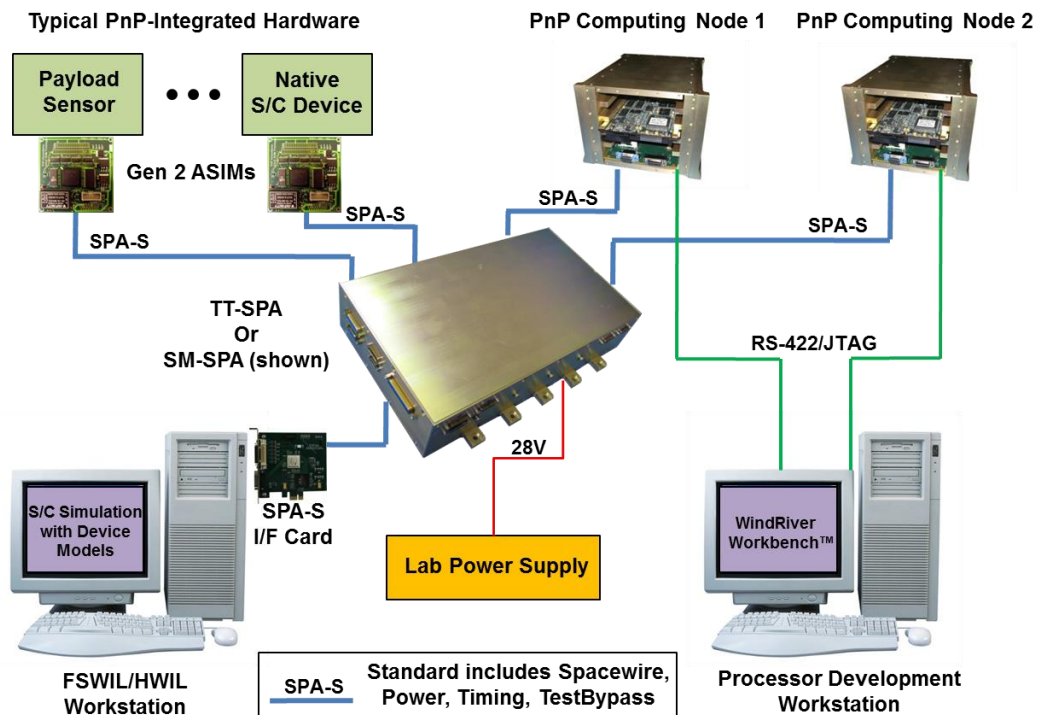 Typical PnP-Integrated Hardware
PnP Computing Node 1
PnP Computing Node 2
Payload
Sensor
• • •
Native
S/C Device
Gen 2 ASIMs
SPA-S
SPA-S
SPA-S
SPA-S
TT-SPA
Or
SM-SPA (shown)
RS-422/JTAG
28V
S/C Simulation
with Device
Models
SPA-S
I/F Card
Lab Power Supply
WindRiver
Workbench™
FSWIL/HWIL
Workstation
SPA-S
Standard includes Spacewire,
Power, Timing, TestBypass
Processor Development
Workstation